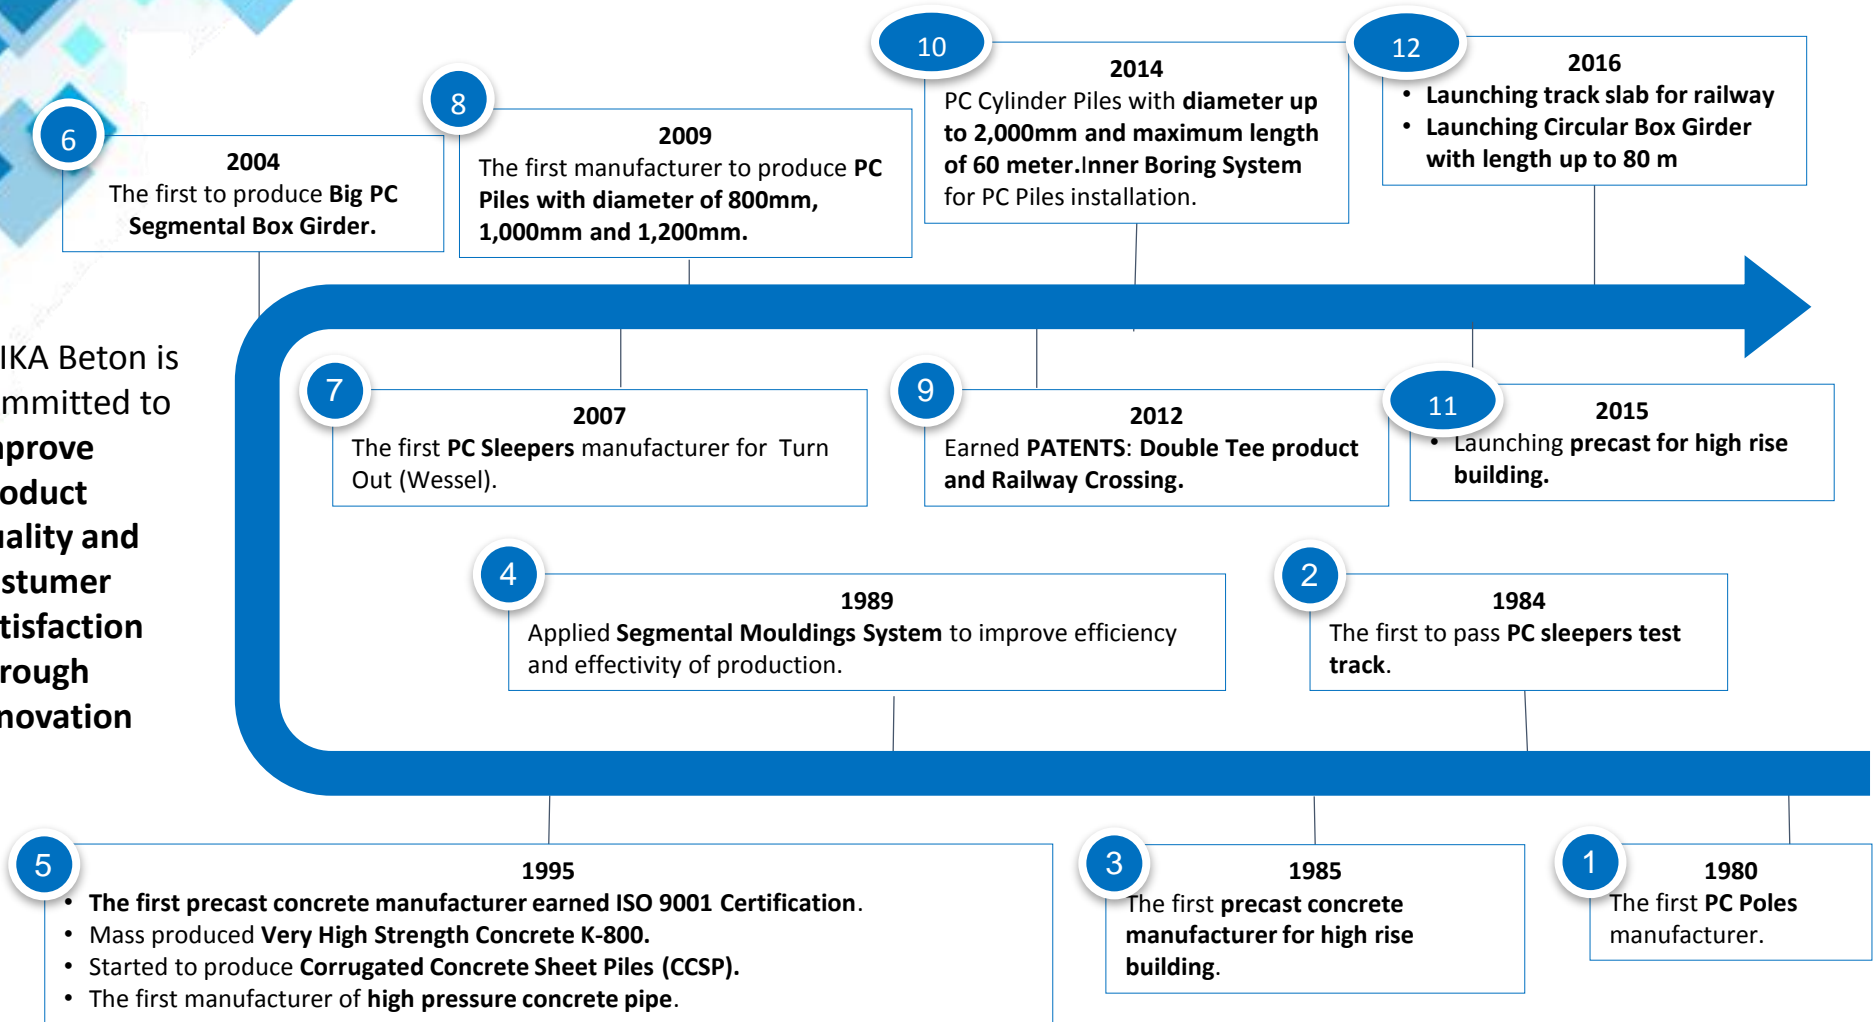 10
2014
PC Cylinder Piles with diameter up
to 2,000mm and maximum length
of 60 meter.Inner Boring System
for PC Piles installation.
12
2016
• Launching track slab for railway
• Launching Circular Box Girder
with length up to 80 m
8
2009
The first manufacturer to produce PC
Piles with diameter of 800mm,
1,000mm and 1,200mm.
6
2004
The first to produce Big PC
Segmental Box Girder.
IKA Beton is
mmitted to
prove
oduct
uality and
stumer
tisfaction
rough
novation
7
2007
The first PC Sleepers manufacturer for Turn
Out (Wessel).
9
2012
Earned PATENTS: Double Tee product
and Railway Crossing.
11
2015
• Launching precast for high rise
building.
4
1989
Applied Segmental Mouldings System to improve efficiency
and effectivity of production.
2
1984
The first to pass PC sleepers test
track.
5
1995
• The first precast concrete manufacturer earned ISO 9001 Certification.
• Mass produced Very High Strength Concrete K-800.
• Started to produce Corrugated Concrete Sheet Piles (CCSP).
• The first manufacturer of high pressure concrete pipe.
3
1985
The first precast concrete
manufacturer for high rise
building.
1
1980
The first PC Poles
manufacturer.